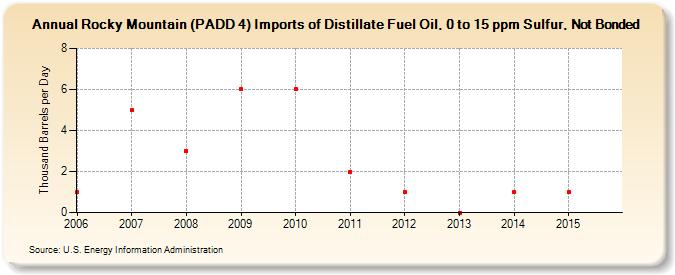 Annual Rocky Mountain (PADD 4) Imports of Distillate Fuel Oil, 0 to 15 ppm Sulfur, Not Bonded
Thousand Barrels per Day
8
6
4
2
0
2006 2007 2008 2009 2010 2011 2012 2013 2014 2015
Source: U.S. Energy Information Administration